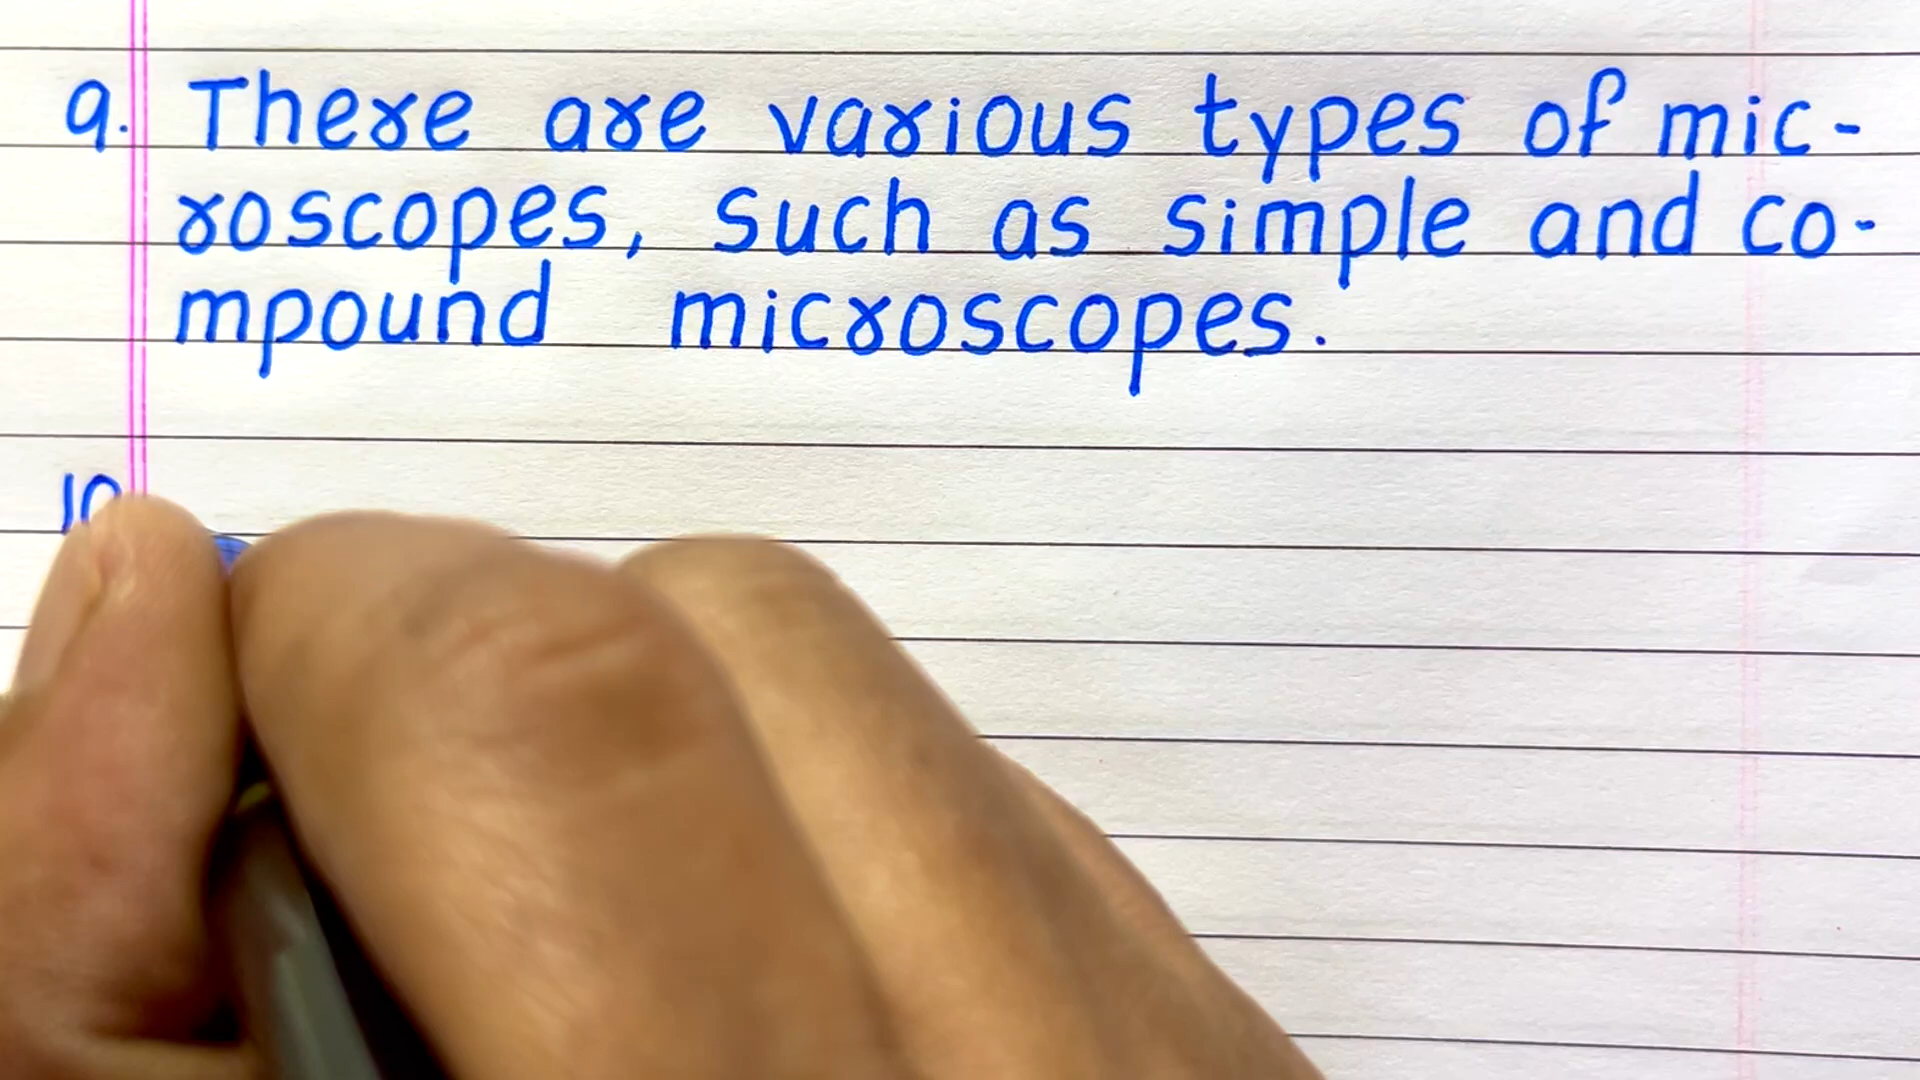 9. There are various types of mic-
roscopes, such as simple and co-
mpound microscopes.
10